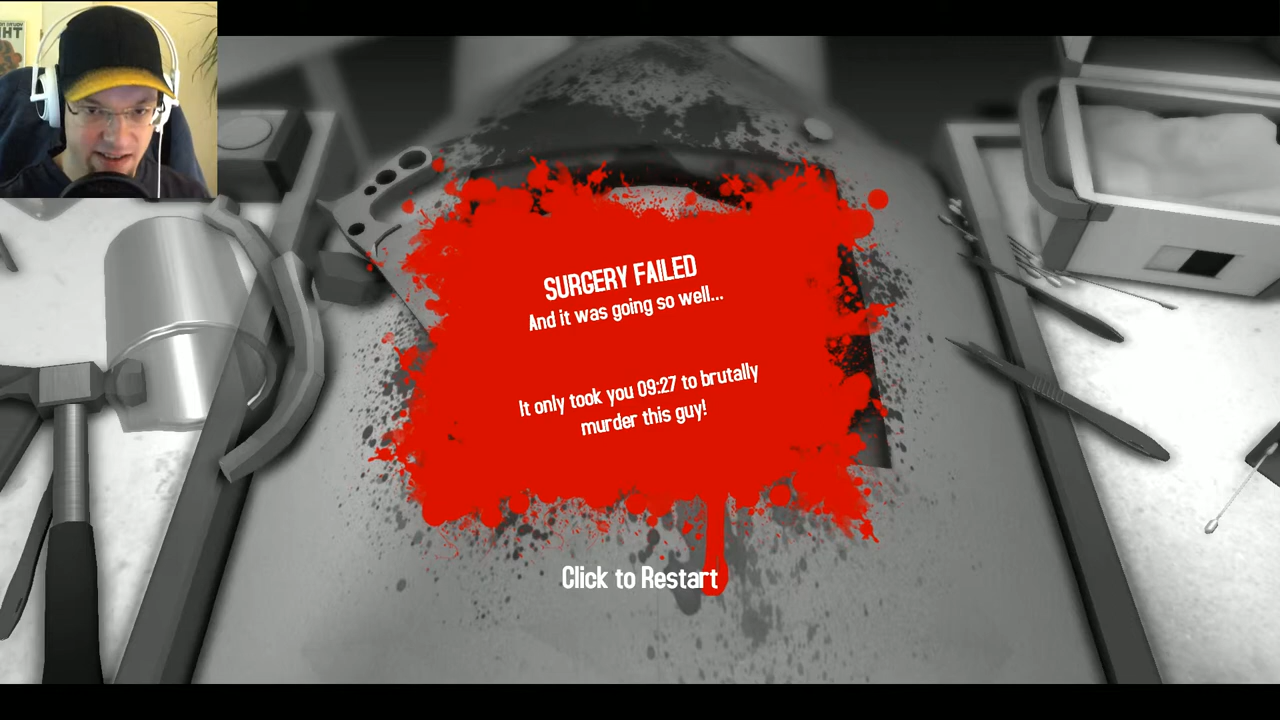 HT
SURGERY FAILED
And it was going so well...
It only took you 09:27 to brutally
murder this guy!
Click to Restart